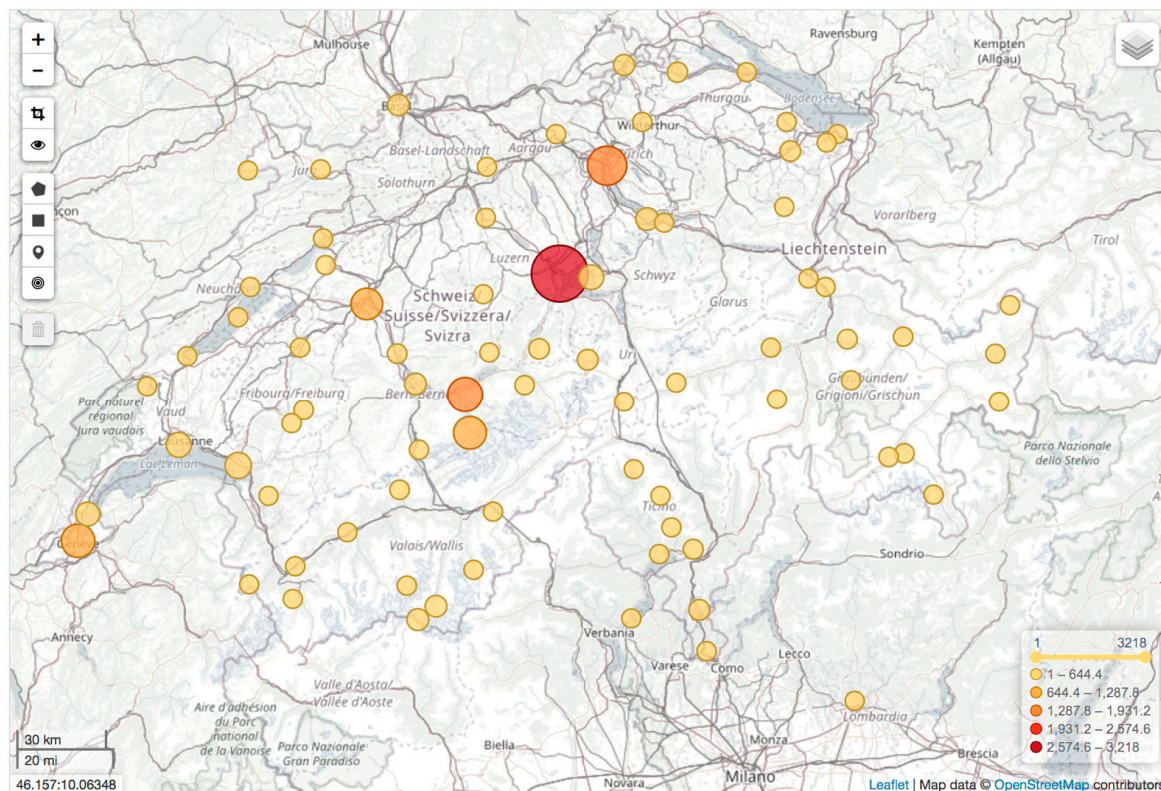 Mulhouse
Ravensburg
Kempten
(Allgäu)
Basel
Thurgau
Bodensee
Winterthur
Basel-Landschaft
Aargau
Zürich
Jura
Solothurn
Vorarlberg
Tirol
Liechtenstein
Luzern
Schwyz
Neuchâtel
Schweiz/
Suisse/Svizzera/
Svizra
Glarus
Uri
Fribourg/Freiburg
Bern/Berne
Graubünden/
Grigioni/Grischun
Parc naturel
régional
Jura vaudois
Vaud
Lausanne
Lac Léman
Parco Nazionale
dello Stelvio
Ticino
Genève
Valais/Wallis
Sondrio
Annecy
Verbania
Varese
Como
Lecco
Valle d'Aosta/
Vallée d'Aoste
Aire d'adhésion
du Parc
national
de la Vanoise
Parco Nazionale
Gran Paradiso
Biella
Lombardia
Monza
Brescia
Milano
Novara
1 3218
1 – 644.4
644.4 – 1,287.8
1,287.8 – 1,931.2
1,931.2 – 2,574.6
2,574.6 – 3,218
30 km
20 mi
46.157:10.06348
Leaflet | Map data © OpenStreetMap contributors